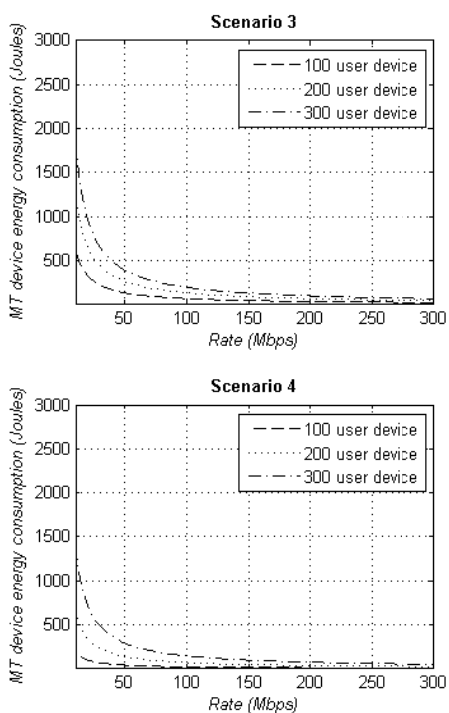 Scenario 3
MT device energy consumption (Joules)
3000
2500
2000
1500
1000
500
100 user device
200 user device
300 user device
50 100 150 200 250 300
Rate (Mbps)
Scenario 4
MT device energy consumption (Joules)
3000
2500
2000
1500
1000
500
100 user device
200 user device
300 user device
50 100 150 200 250 300
Rate (Mbps)